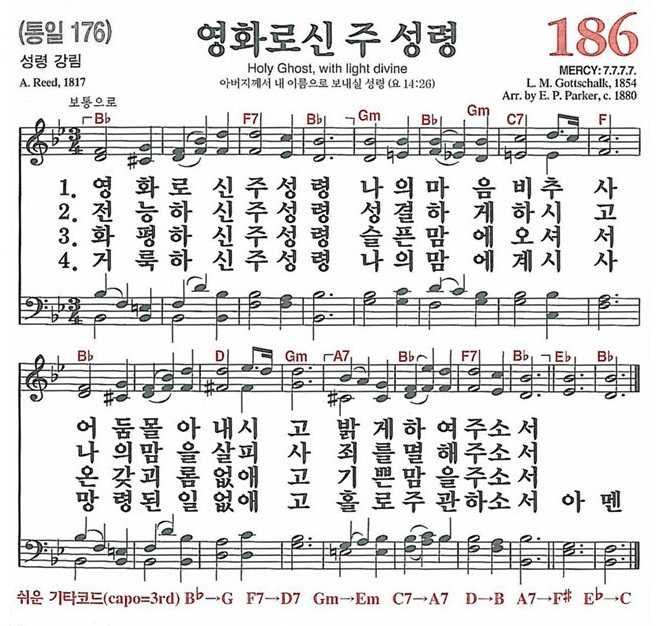 (통일 176)
영화로신 주 성령
186
성령 강림
Holy Ghost, with light divine
MERCY: 7.7.7.7.
A. Reed, 1817
아버지께서 내 이름으로 보내실 성령 (요 14:26)
L. M. Gottschalk, 1854
Arr. by E. P. Parker, c. 1880
보통으로
B♭ F7 B♭ Gm B♭ Gm C7 F
3/4
1. 영 화 로 신 주 성 령 나 의 마 음 비 추 사
2. 전 능 하 신 주 성 령 성 결 하 게 하 시 고
3. 화 평 하 신 주 성 령 슬 픈 맘 에 오 셔 서
4. 거 룩 하 신 주 성 령 나 의 맘 에 계 시 사
3/4
B♭ D Gm A7 B♭ F7 B♭ E♭ B♭
어 둠 몰 아 내 시 고 밝 게 하 여 주 소 서
나 의 맘 을 살 피 사 죄 를 멸 해 주 소 서
온 갖 괴 롬 없 애 고 기 쁜 맘 을 주 소 서
망 령 된 일 없 애 고 홀 로 주 관 하 소 서 아 멘
쉬운 기타코드(capo=3rd) B♭→G F7→D7 Gm→Em C7→A7 D→B A7→F♯ E♭→C